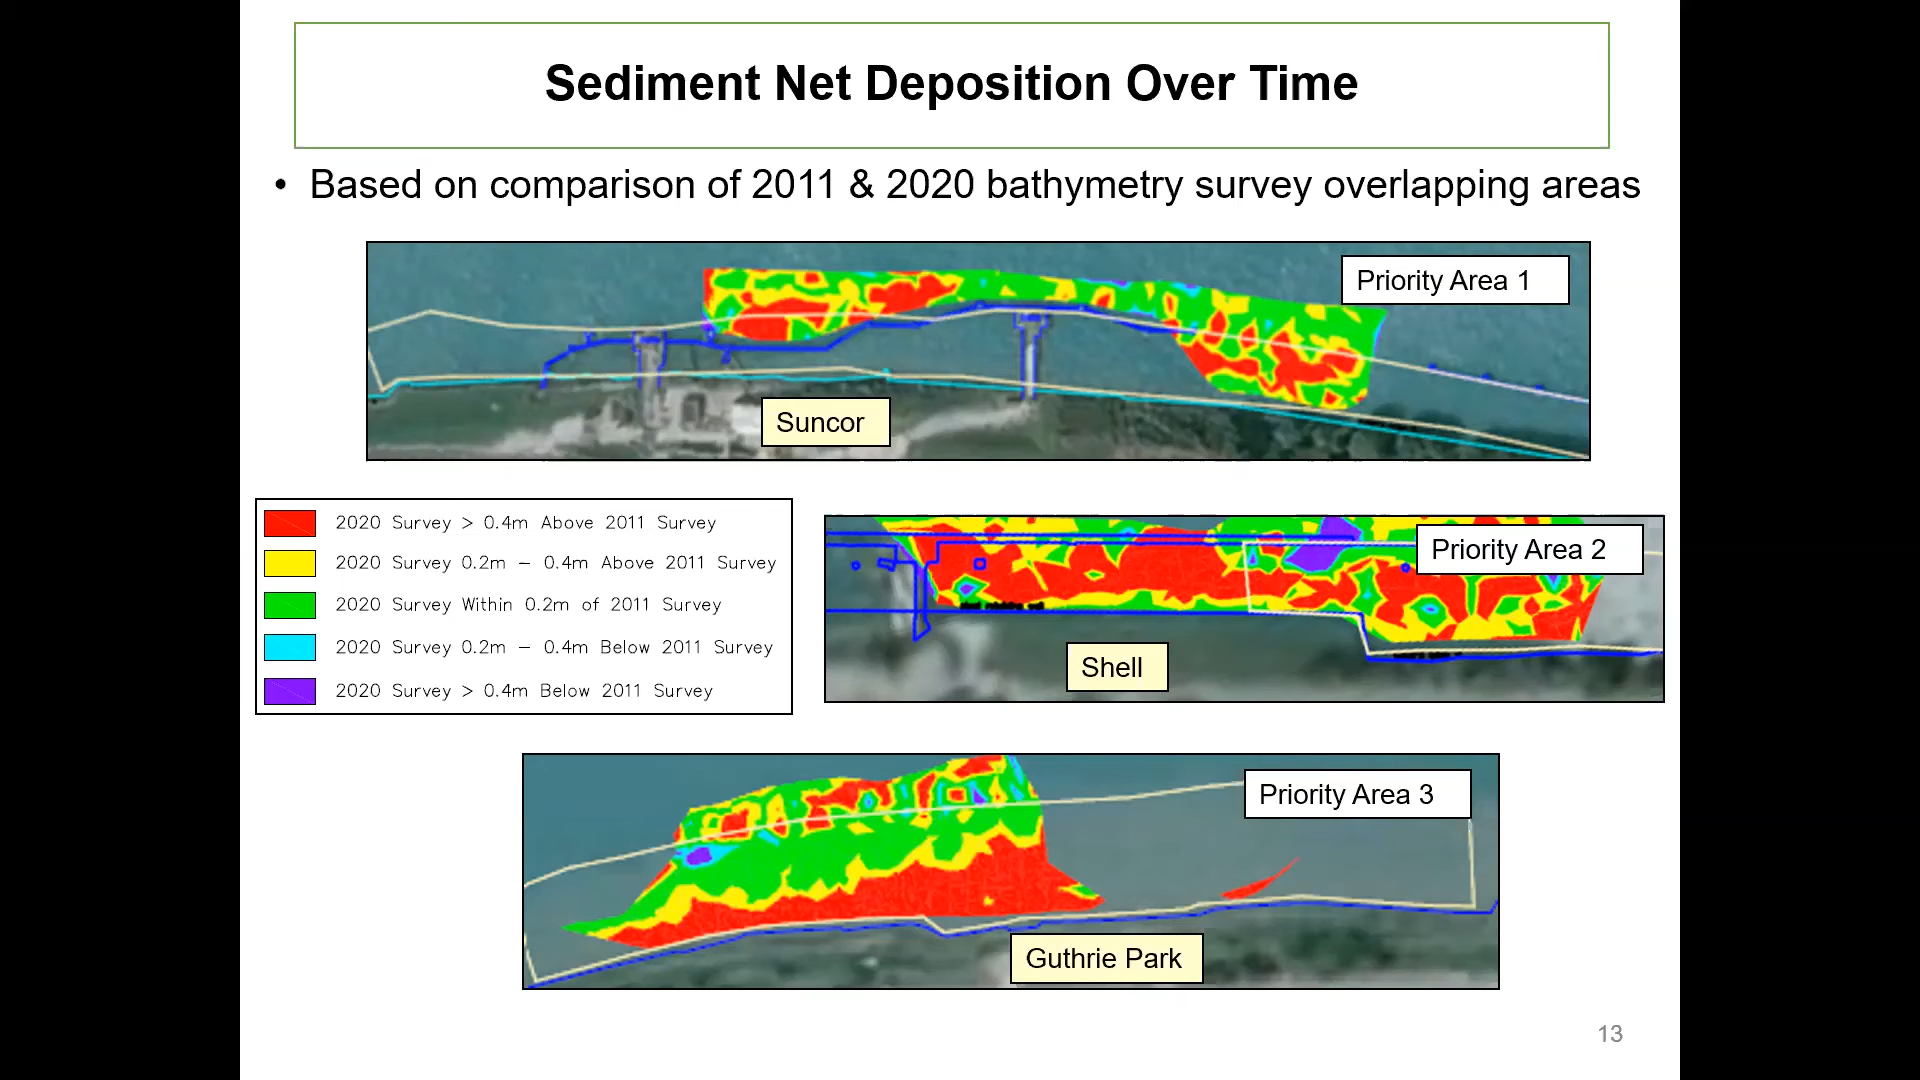 Sediment Net Deposition Over Time
• Based on comparison of 2011 & 2020 bathymetry survey overlapping areas
Priority Area 1
Suncor
2020 Survey > 0.4m Above 2011 Survey
2020 Survey 0.2m – 0.4m Above 2011 Survey
2020 Survey Within 0.2m of 2011 Survey
2020 Survey 0.2m – 0.4m Below 2011 Survey
2020 Survey > 0.4m Below 2011 Survey
Priority Area 2
Shell
Priority Area 3
Guthrie Park
13